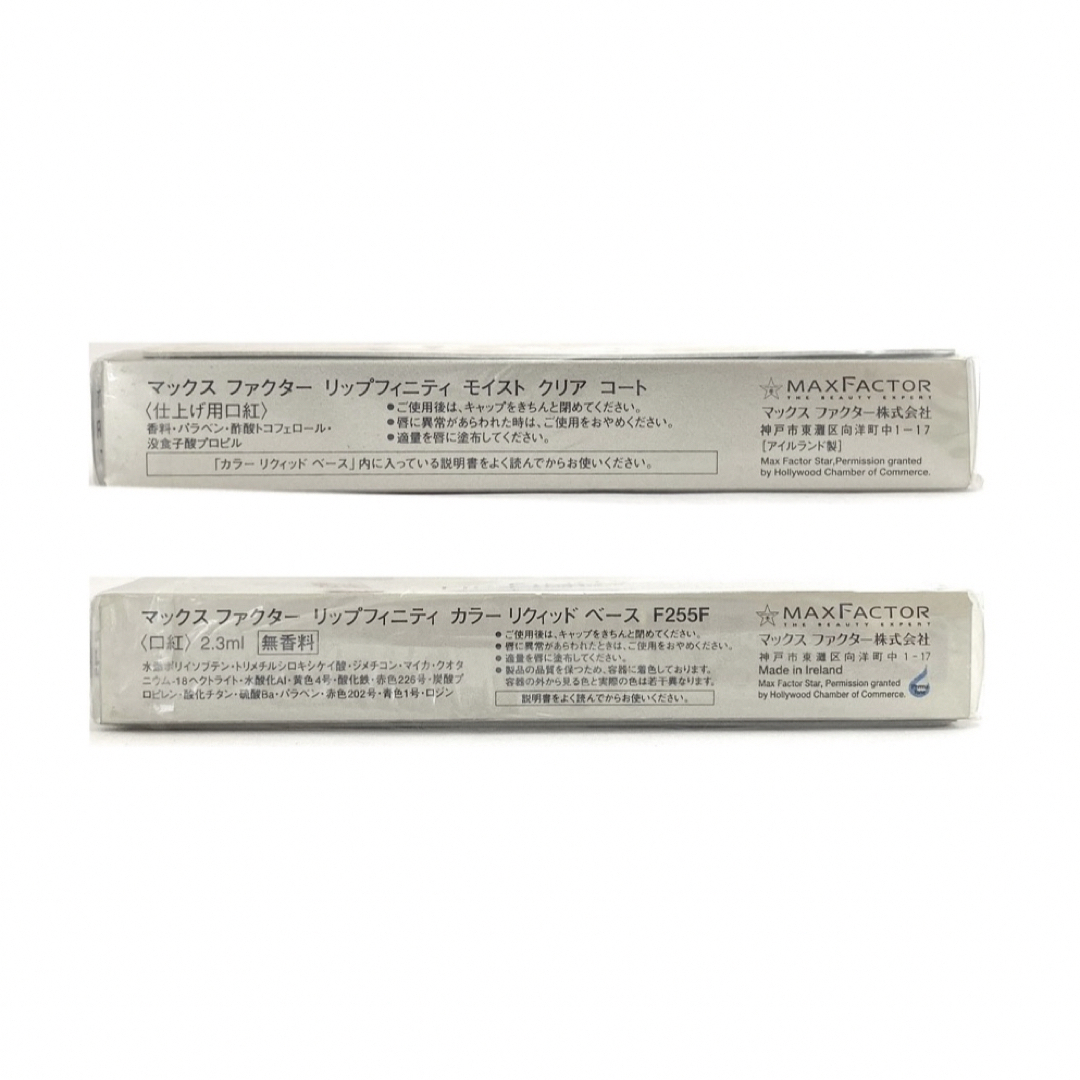 マックス ファクター リップフィニティ モイスト クリア コート
〈仕上げ用口紅〉
香料・パラベン・酢酸トコフェロール・
没食子酸プロピル
●ご使用後は、キャップをきちんと閉めてください。
●唇に異常があらわれた時は、ご使用をおやめください。
●適量を唇に塗布してください。
「カラー リクィッド ベース」内に入っている説明書をよく読んでからお使いください。
MAXFACTOR
THE BEAUTY EXPERT
マックス ファクター株式会社
神戸市東灘区向洋町中1-17
[アイルランド製]
Max Factor Star,Permission granted
by Hollywood Chamber of Commerce.
マックス ファクター リップフィニティ カラー リクィッド ベース F255F
〈口紅〉 2.3ml 無香料
ポリイソブテン・トリメチルシロキシケイ酸・ジメチコン・マイカ・クオタ
ニウム-18ヘクトライト・水酸化Al・黄色4号・酸化鉄・赤色226号・炭酸プ
ロピレン・酸化チタン・硫酸Ba・パラベン・赤色202号・青色1号・ロジン
●ご使用後は、キャップをきちんと閉めてください。
●唇に異常があらわれたときは、ご使用をおやめください。
●適量を唇に塗布してください。
●製品の品質を保つため、容器に着色しております。
容器の外から見る色と実際の色は若干異なります。
説明書をよく読んでからお使いください。
MAXFACTOR
THE BEAUTY EXPERT
マックス ファクター株式会社
神戸市東灘区向洋町中1-17
Made in Ireland
Max Factor Star, Permission granted
by Hollywood Chamber of Commerce.